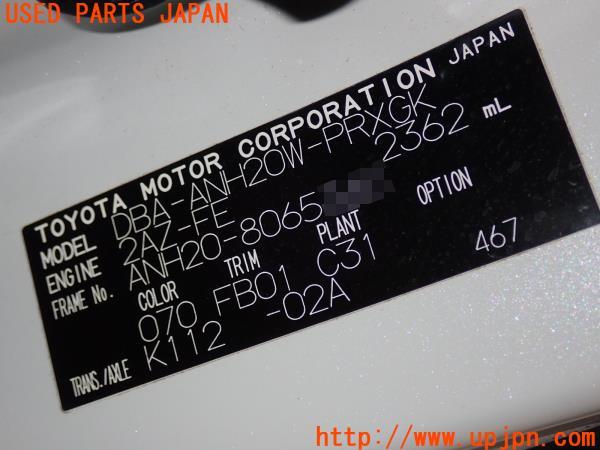 USED PARTS JAPAN
TOYOTA MOTOR CORPORATION JAPAN
MODEL DBA-ANH20W-PRXGK
ENGINE 2AZ-FE 2362 mL
FRAME No. ANH20-8065
COLOR TRIM PLANT OPTION
070 FB01 C31 467
TRANS./AXLE K112 -02A
http://www.upjpn.com